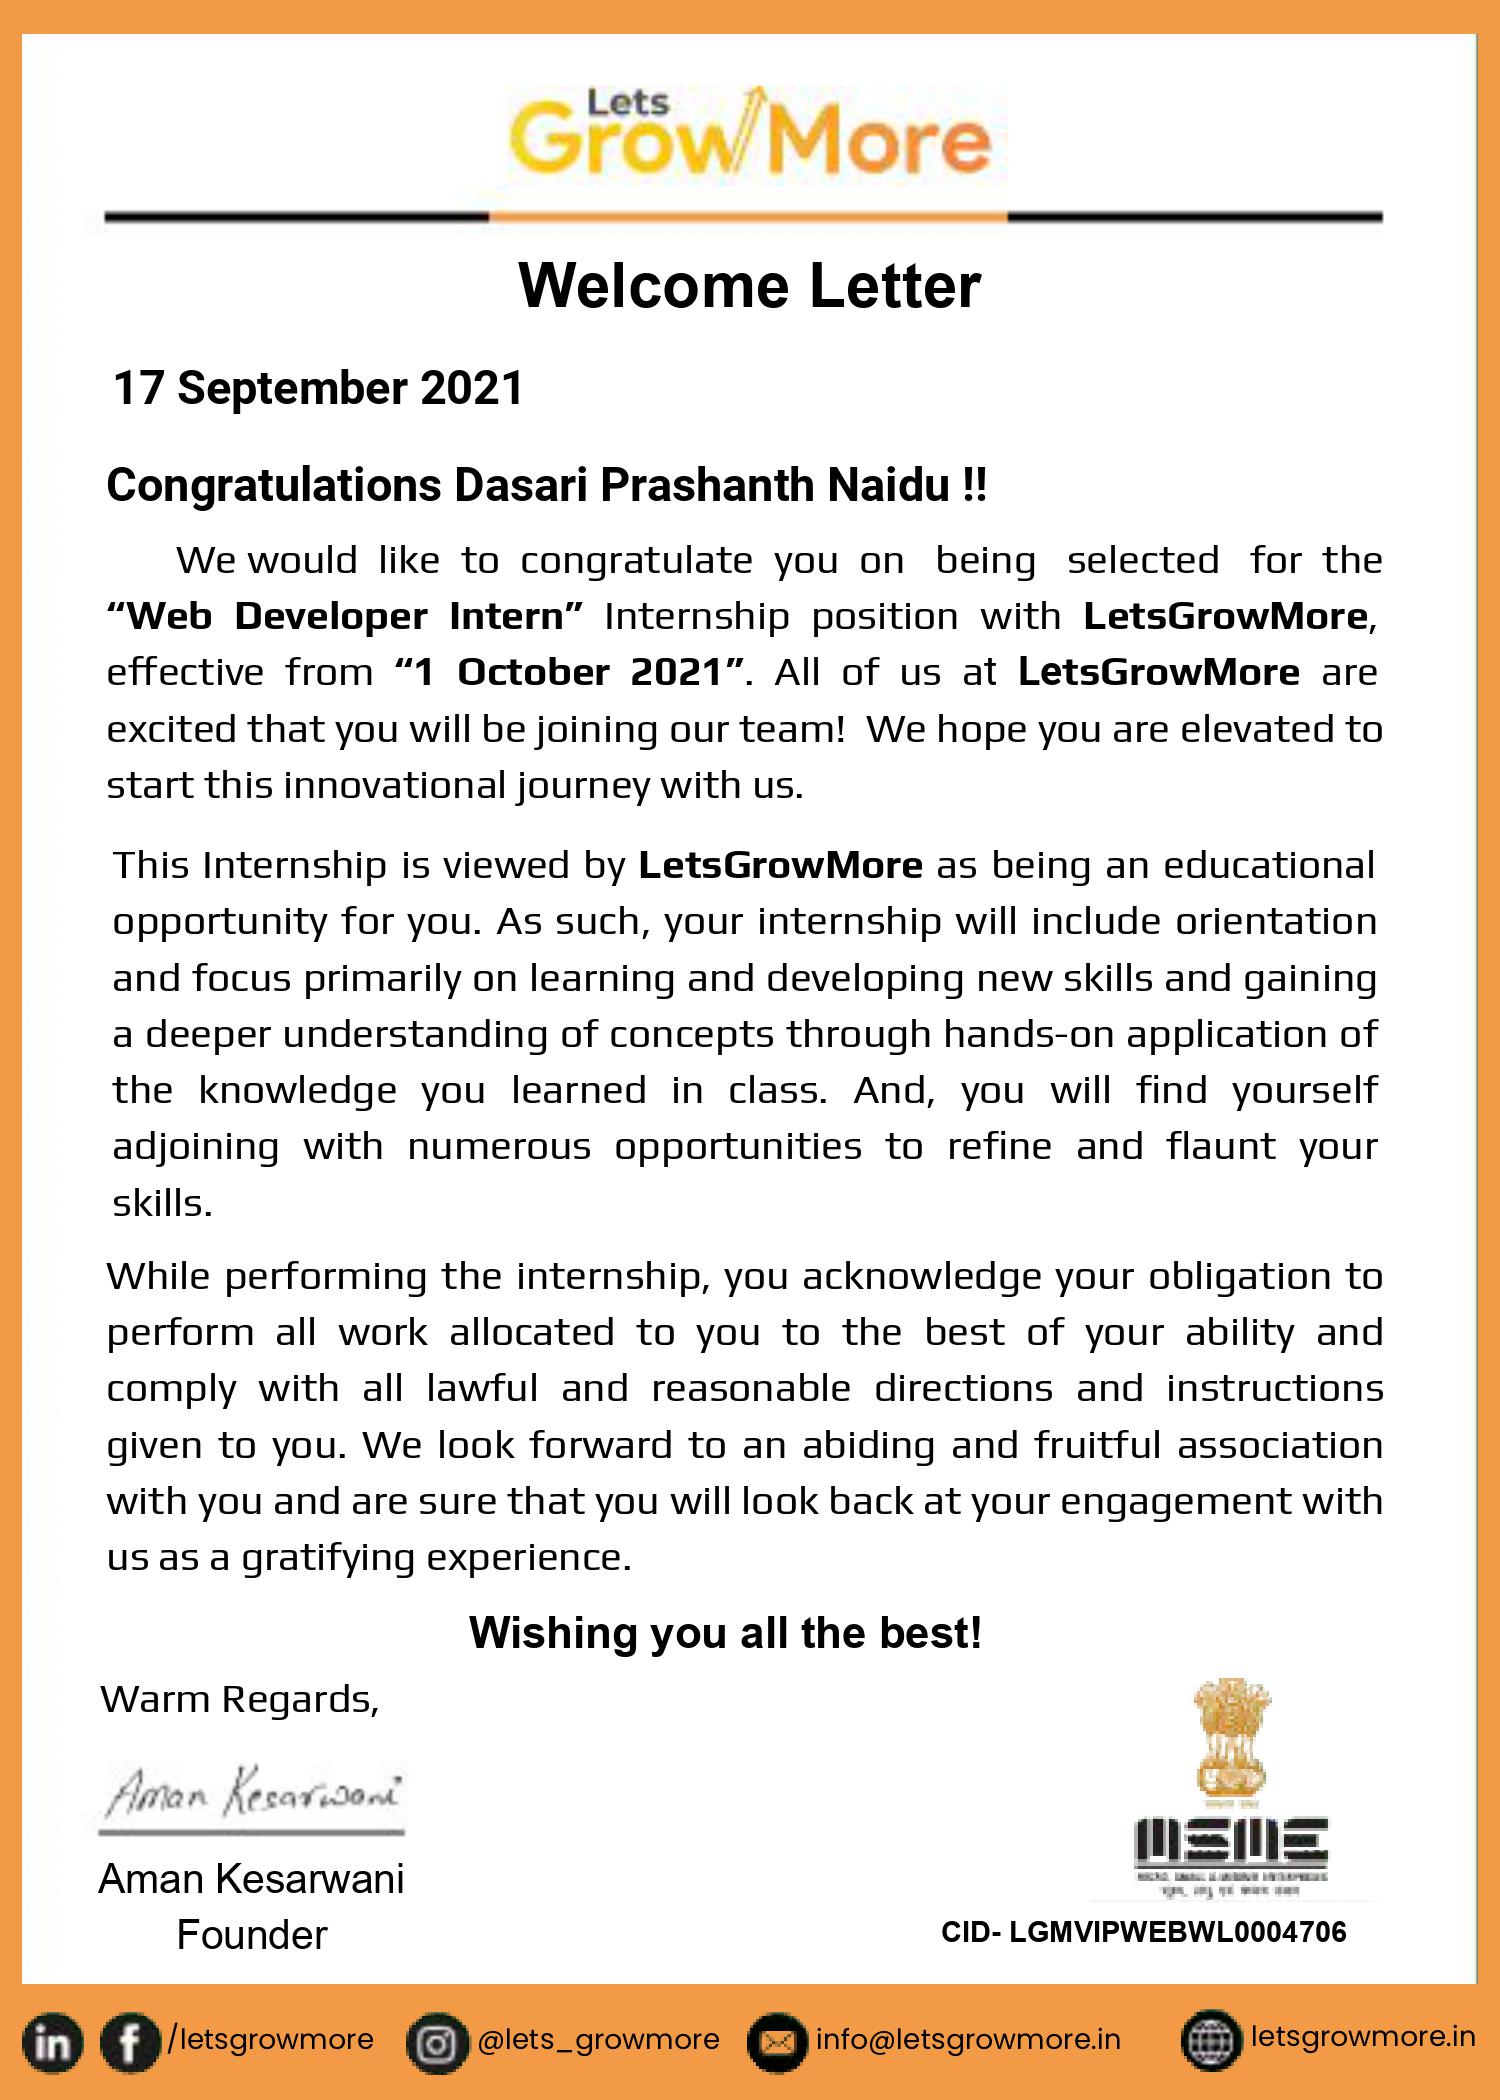 Lets
GrowMore
Welcome Letter
17 September 2021
Congratulations Dasari Prashanth Naidu !!
We would like to congratulate you on being selected for the
“Web Developer Intern” Internship position with LetsGrowMore,
effective from “1 October 2021”. All of us at LetsGrowMore are
excited that you will be joining our team! We hope you are elevated to
start this innovational journey with us.
This Internship is viewed by LetsGrowMore as being an educational
opportunity for you. As such, your internship will include orientation
and focus primarily on learning and developing new skills and gaining
a deeper understanding of concepts through hands-on application of
the knowledge you learned in class. And, you will find yourself
adjoining with numerous opportunities to refine and flaunt your
skills.
While performing the internship, you acknowledge your obligation to
perform all work allocated to you to the best of your ability and
comply with all lawful and reasonable directions and instructions
given to you. We look forward to an abiding and fruitful association
with you and are sure that you will look back at your engagement with
us as a gratifying experience.
Wishing you all the best!
Warm Regards,
Aman Kesarwani
Aman Kesarwani
Founder
MSME
MICRO, SMALL & MEDIUM ENTERPRISES
CID- LGMVIPWEBWL0004706
/letsgrowmore @lets_growmore info@letsgrowmore.in letsgrowmore.in